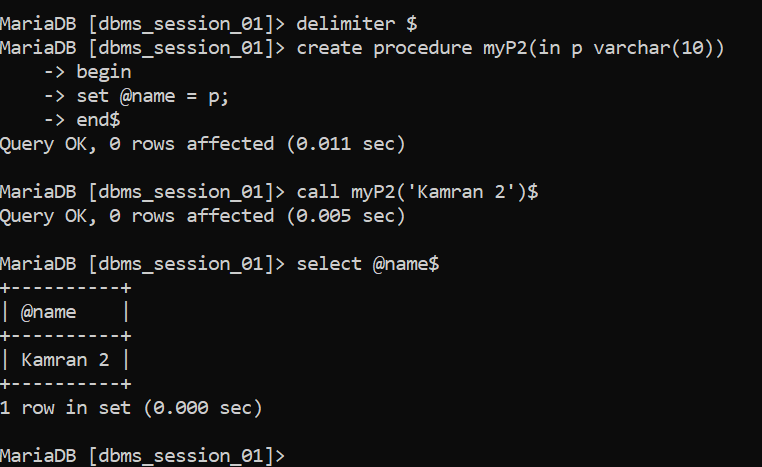 MariaDB [dbms_session_01]> delimiter $
MariaDB [dbms_session_01]> create procedure myP2(in p varchar(10))
    -> begin
    -> set @name = p;
    -> end$
Query OK, 0 rows affected (0.011 sec)

MariaDB [dbms_session_01]> call myP2('Kamran 2')$
Query OK, 0 rows affected (0.005 sec)

MariaDB [dbms_session_01]> select @name$
+----------+
| @name    |
+----------+
| Kamran 2 |
+----------+
1 row in set (0.000 sec)

MariaDB [dbms_session_01]>